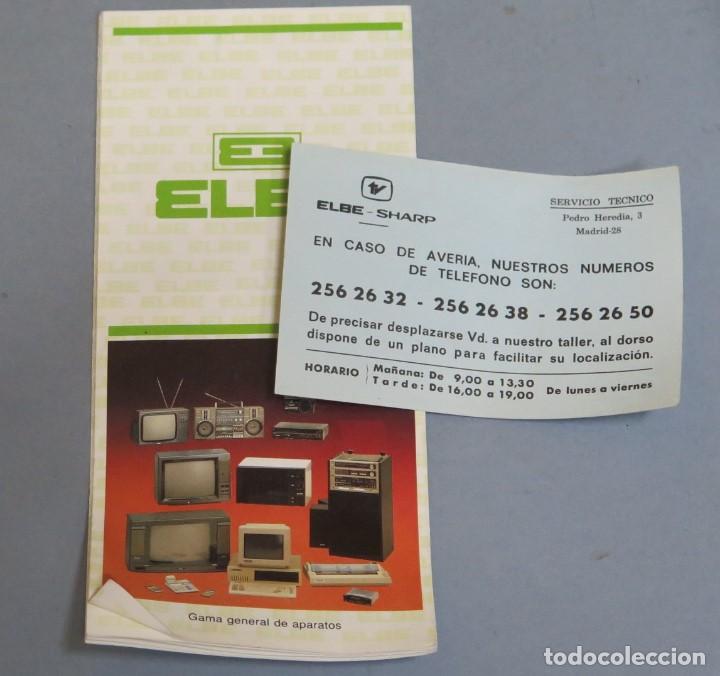 ELBE
tv
ELBE - SHARP
SERVICIO TECNICO
Pedro Heredia, 3
Madrid-28
EN CASO DE AVERIA, NUESTROS NUMEROS
DE TELEFONO SON:
256 26 32 - 256 26 38 - 256 26 50
De precisar desplazarse Vd. a nuestro taller, al dorso
dispone de un plano para facilitar su localización.
HORARIO
Mañana: De 9,00 a 13,30
Tarde: De 16,00 a 19,00
De lunes a viernes
Gama general de aparatos
todocoleccion.net